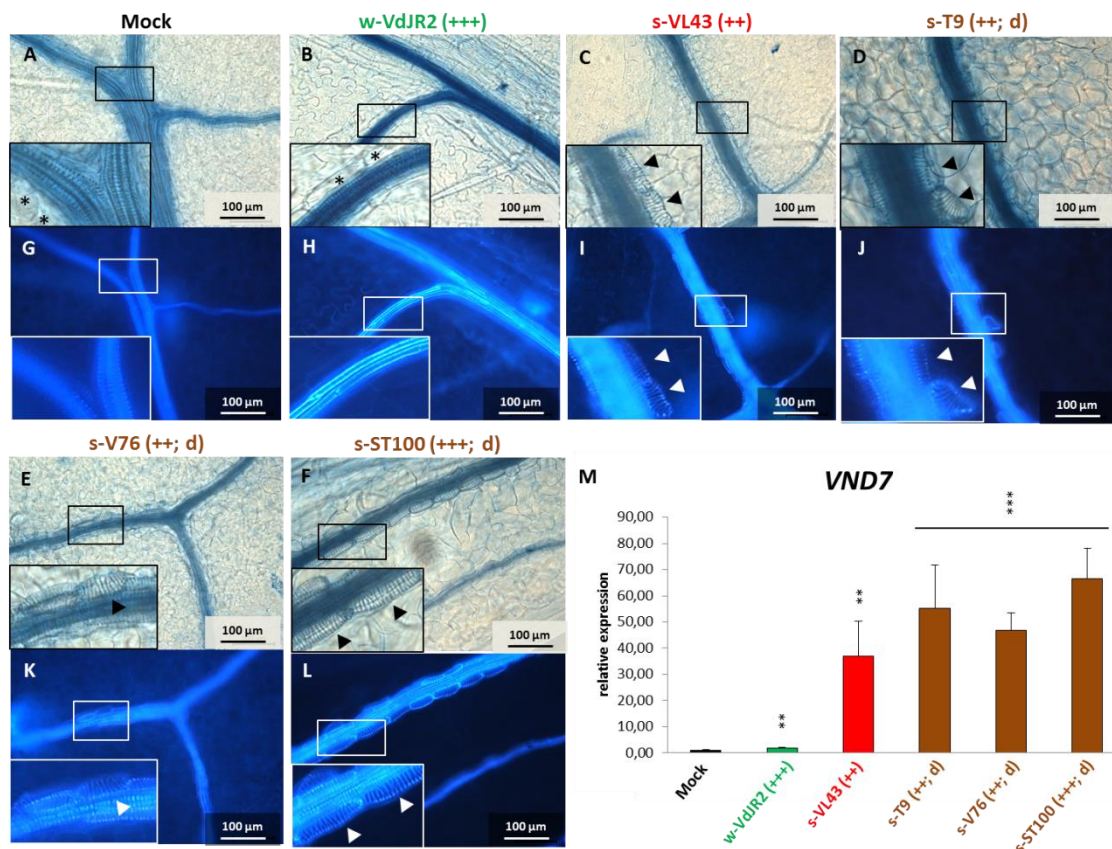 Mock w-VdJR2 (+++) s-VL43 (++) s-T9 (++; d)
A B C D
* * * *
100 µm 100 µm 100 µm 100 µm
G H I J
100 µm 100 µm 100 µm 100 µm
s-V76 (++; d) s-ST100 (+++; d)
E F
100 µm 100 µm
K L
100 µm 100 µm
M VND7
relative expression
90,00
80,00
70,00
60,00
50,00
40,00
30,00
20,00
10,00
0,00
** ** ***
Mock
w-VdJR2 (+++)
s-VL43 (++)
s-T9 (++; d)
s-V76 (++; d)
s-ST100 (+++; d)